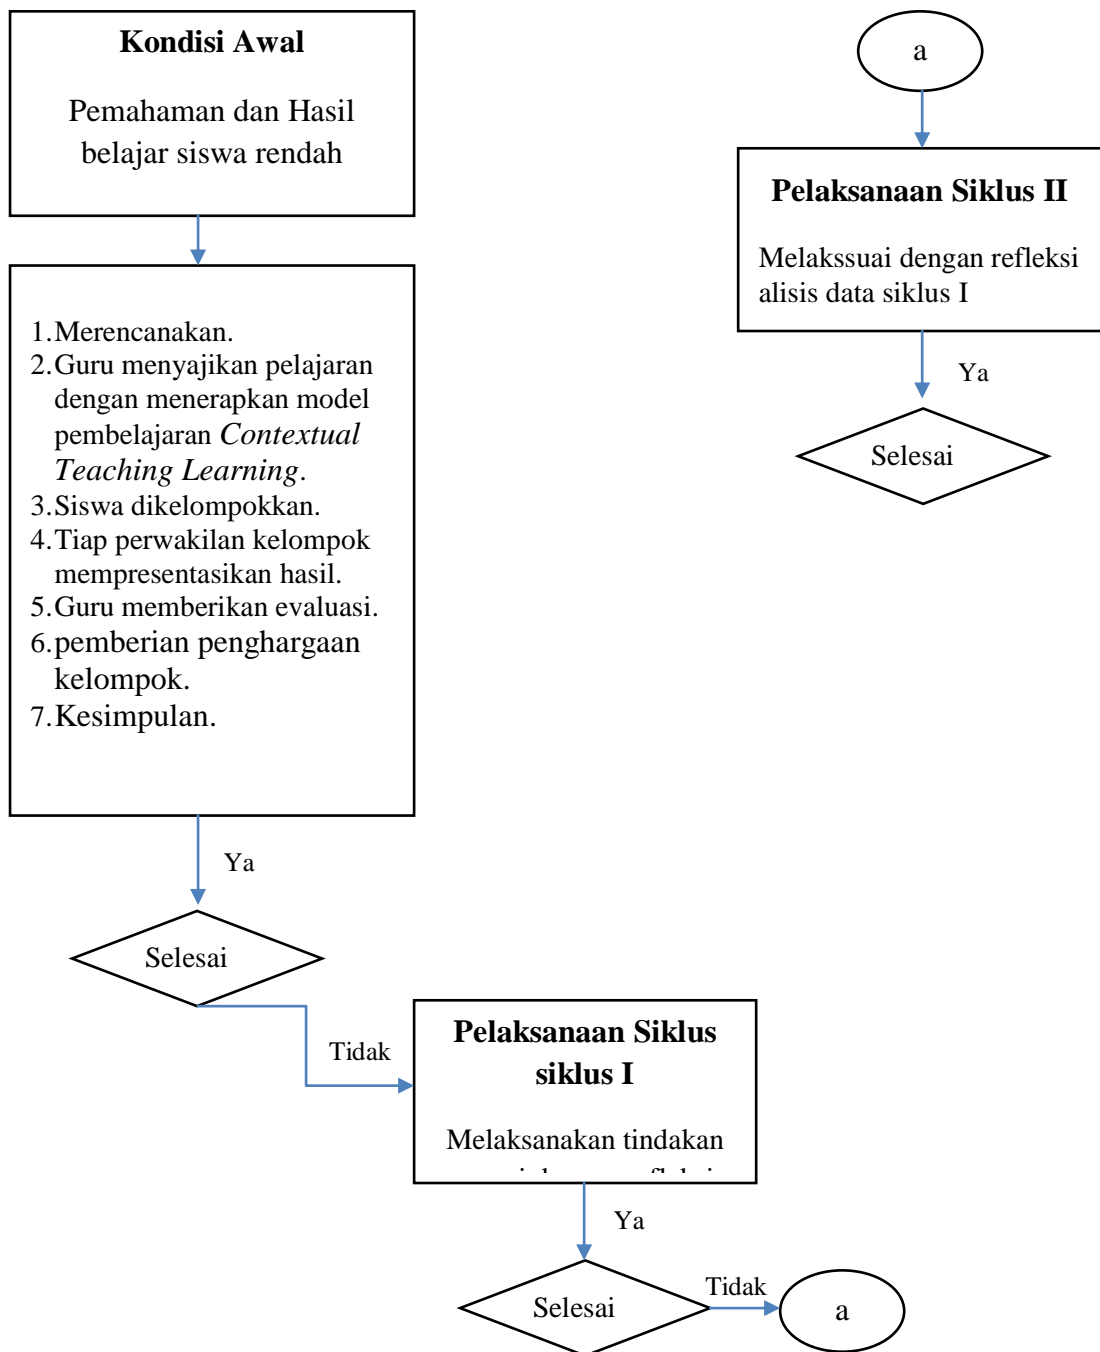 Kondisi Awal
Pemahaman dan Hasil
belajar siswa rendah
1.Merencanakan.
2.Guru menyajikan pelajaran
dengan menerapkan model
pembelajaran Contextual
Teaching Learning.
3.Siswa dikelompokkan.
4.Tiap perwakilan kelompok
mempresentasikan hasil.
5.Guru memberikan evaluasi.
6.pemberian penghargaan
kelompok.
7.Kesimpulan.
Ya
Selesai
Tidak
Pelaksanaan Siklus
siklus I
Melaksanakan tindakan
Ya
Selesai
Tidak
a
a
Pelaksanaan Siklus II
Melakssuai dengan refleksi
alisis data siklus I
Ya
Selesai